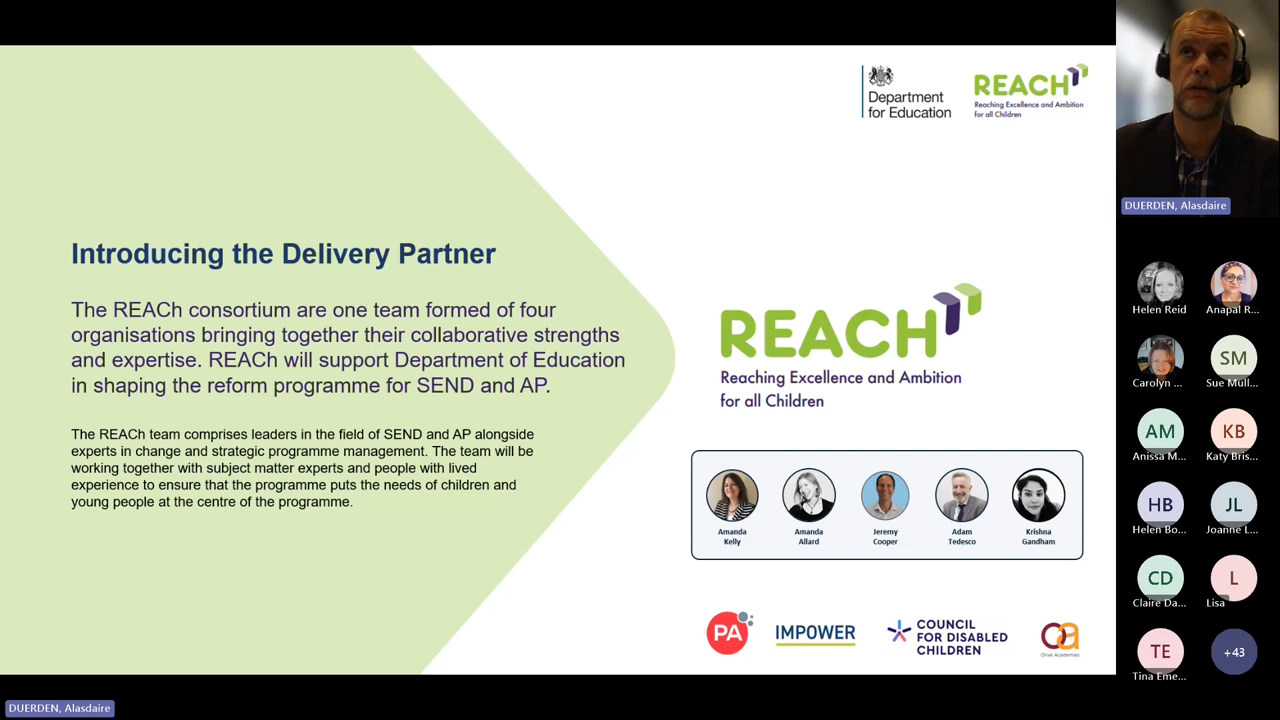 Department
for Education
REACH
Reaching Excellence and Ambition
for all Children
DUERDEN, Alasdaire
Introducing the Delivery Partner
The REACh consortium are one team formed of four
organisations bringing together their collaborative strengths
and expertise. REACh will support Department of Education
in shaping the reform programme for SEND and AP.
The REACh team comprises leaders in the field of SEND and AP alongside
experts in change and strategic programme management. The team will be
working together with subject matter experts and people with lived
experience to ensure that the programme puts the needs of children and
young people at the centre of the programme.
REACH
Reaching Excellence and Ambition
for all Children
Amanda
Kelly
Amanda
Allard
Jeremy
Cooper
Adam
Tedesco
Krishna
Gandham
PA
IMPOWER
COUNCIL
FOR DISABLED
CHILDREN
oa
Olive Academies
Helen Reid
Anapal R...
Carolyn ...
SM
Sue Mull...
AM
Anissa M...
KB
Katy Bris...
HB
Helen Bo...
JL
Joanne L...
CD
Claire Da...
L
Lisa
TE
Tina Eme...
+43
DUERDEN, Alasdaire